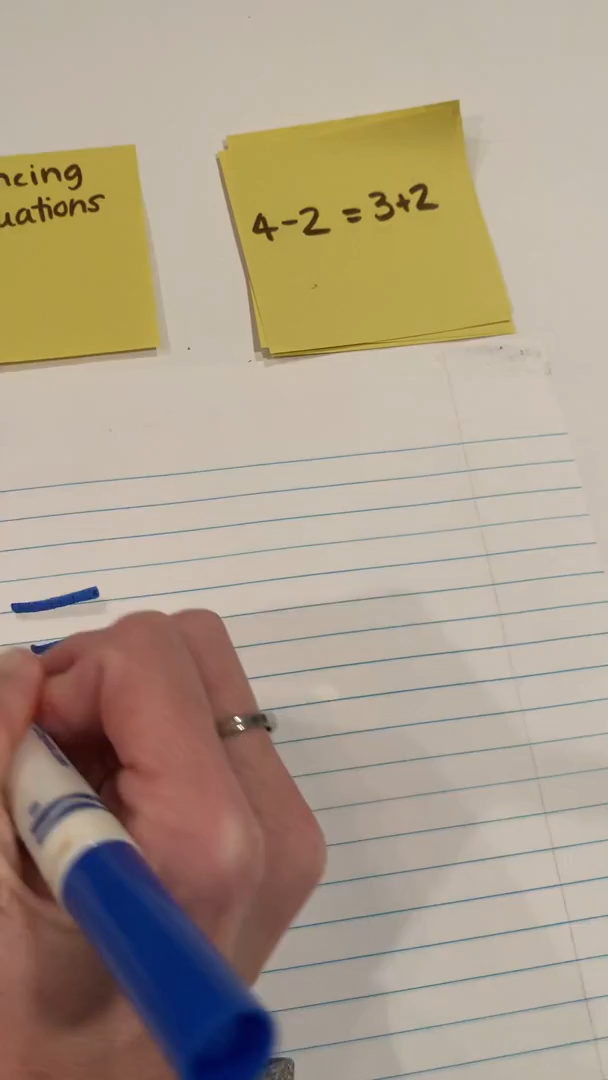 ncing
uations
4-2 = 3+2